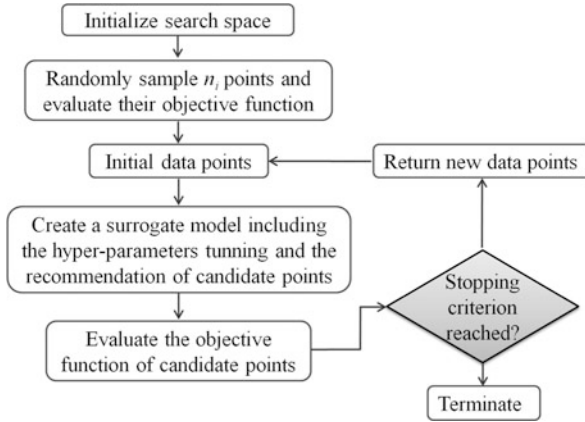 Initialize search space
Randomly sample nᵢ points and
evaluate their objective function
Initial data points
Return new data points
Create a surrogate model including
the hyper-parameters tunning and the
recommendation of candidate points
Stopping
criterion
reached?
Evaluate the objective
function of candidate points
Terminate